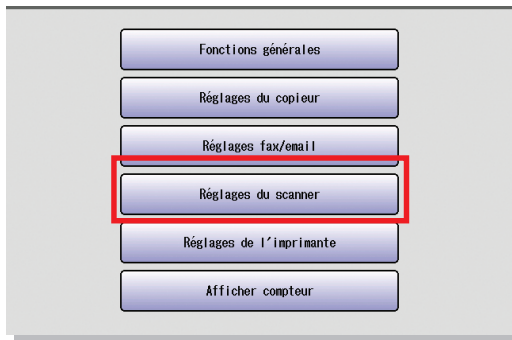 Fonctions générales
Réglages du copieur
Réglages fax/email
Réglages du scanner
Réglages de l'imprimante
Afficher compteur